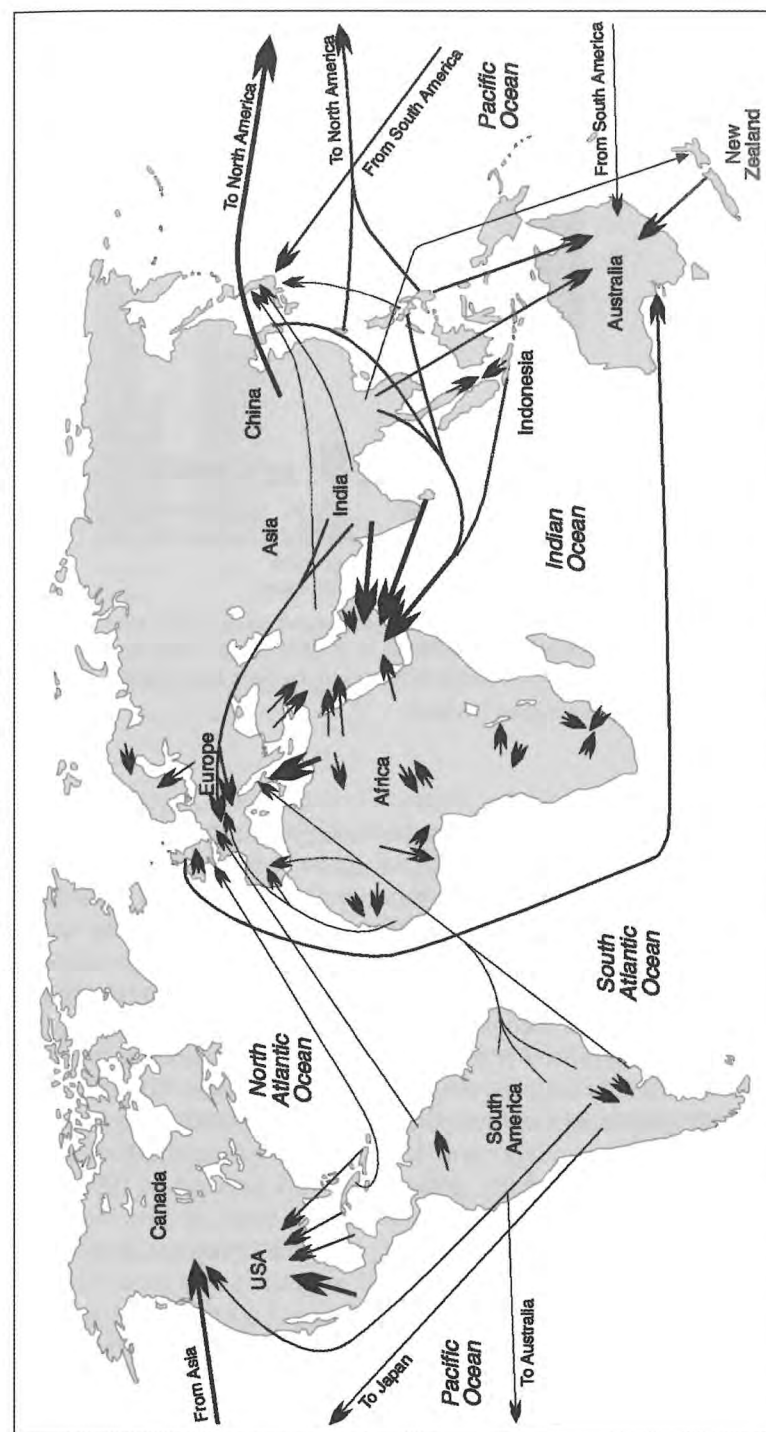 Canada
USA
From Asia
North
Atlantic
Ocean
South
America
To Japan
Pacific
Ocean
To Australia
South
Atlantic
Ocean
Europe
Africa
Asia
India
China
Indian
Ocean
Indonesia
Australia
To North America
To North America
From South America
Pacific
Ocean
From South America
New
Zealand